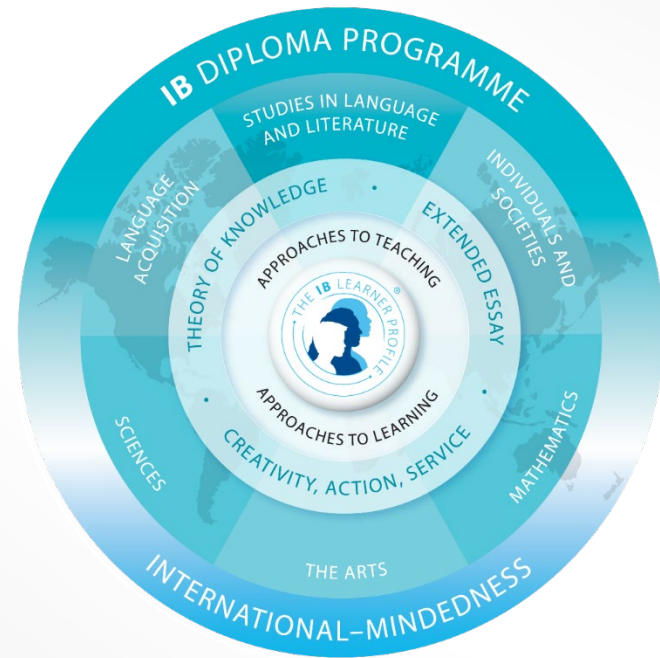 IB DIPLOMA PROGRAMME
STUDIES IN LANGUAGE
AND LITERATURE
LANGUAGE
ACQUISITION
INDIVIDUALS AND
SOCIETIES
THEORY OF KNOWLEDGE
·
EXTENDED ESSAY
·
CREATIVITY, ACTION, SERVICE
·
APPROACHES TO TEACHING
THE IB LEARNER PROFILE ®
APPROACHES TO LEARNING
SCIENCES
MATHEMATICS
THE ARTS
INTERNATIONAL–MINDEDNESS